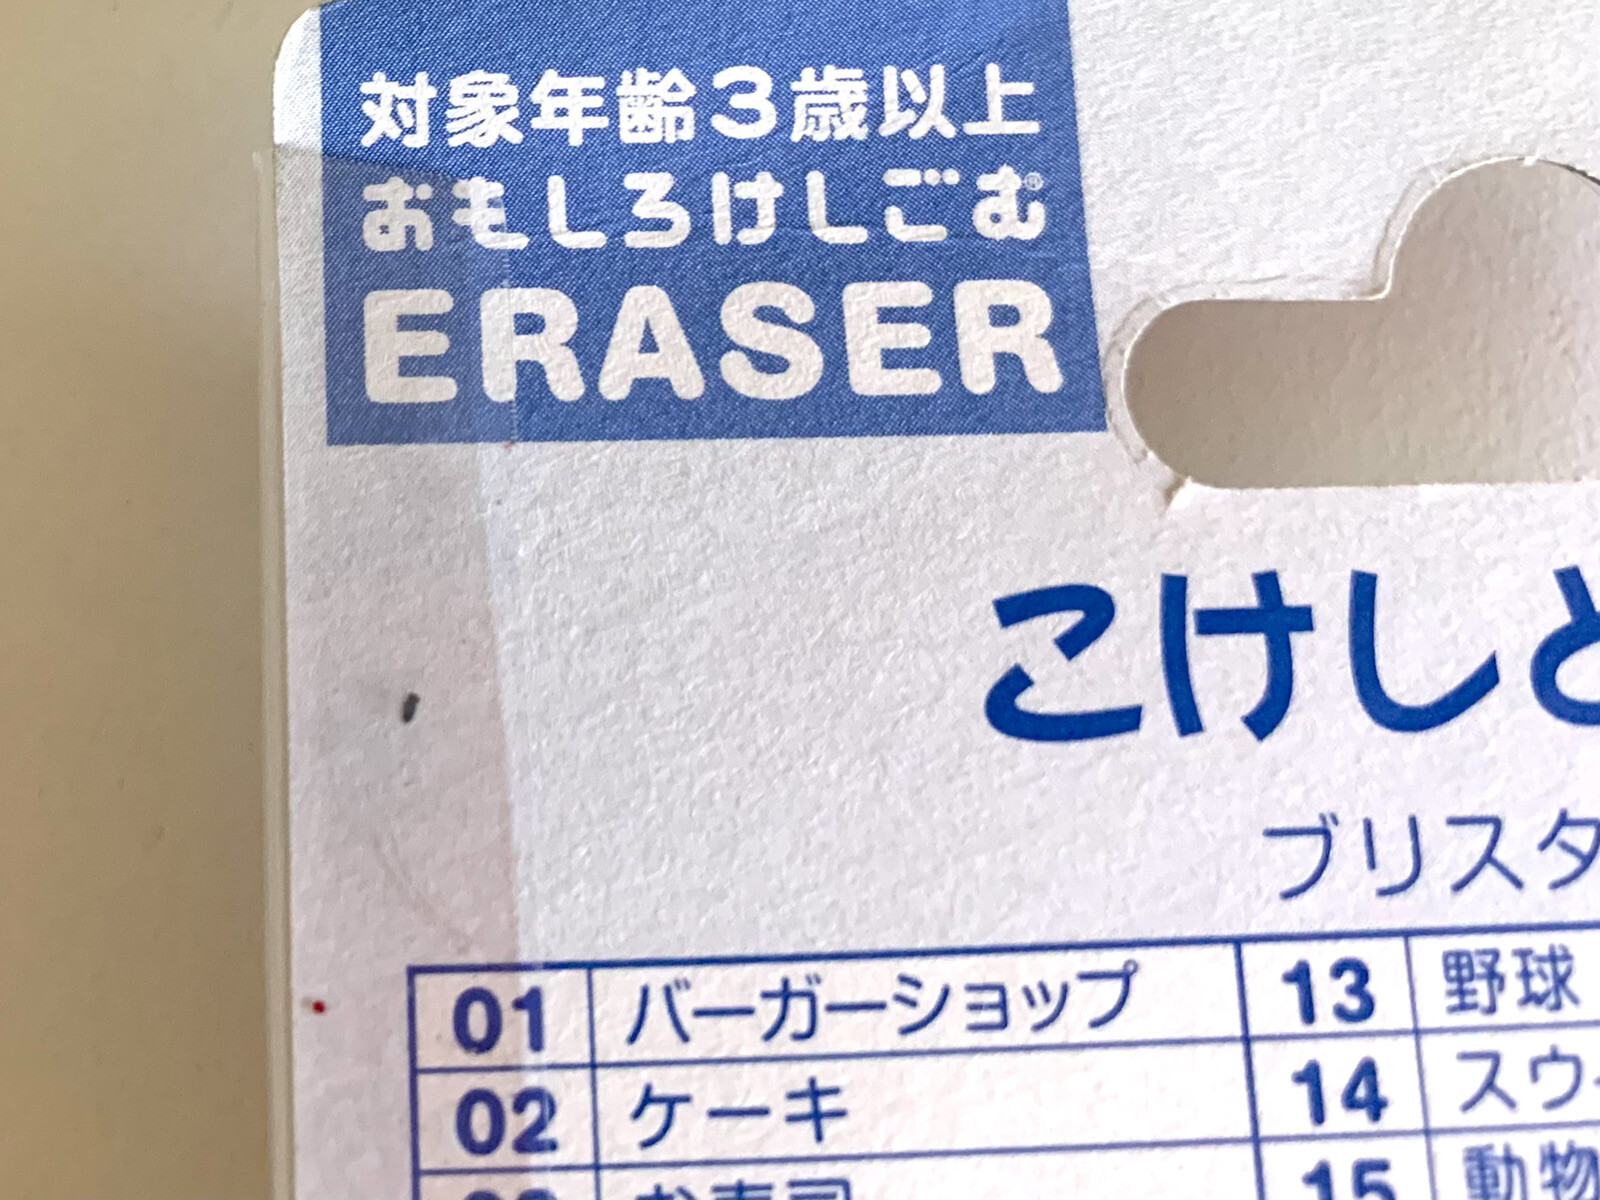 対象年齢3歳以上
おもしろけしごむ®
ERASER
こけしと
ブリスタ
01 バーガーショップ 13 野球
02 ケーキ 14 スウ
15 動物